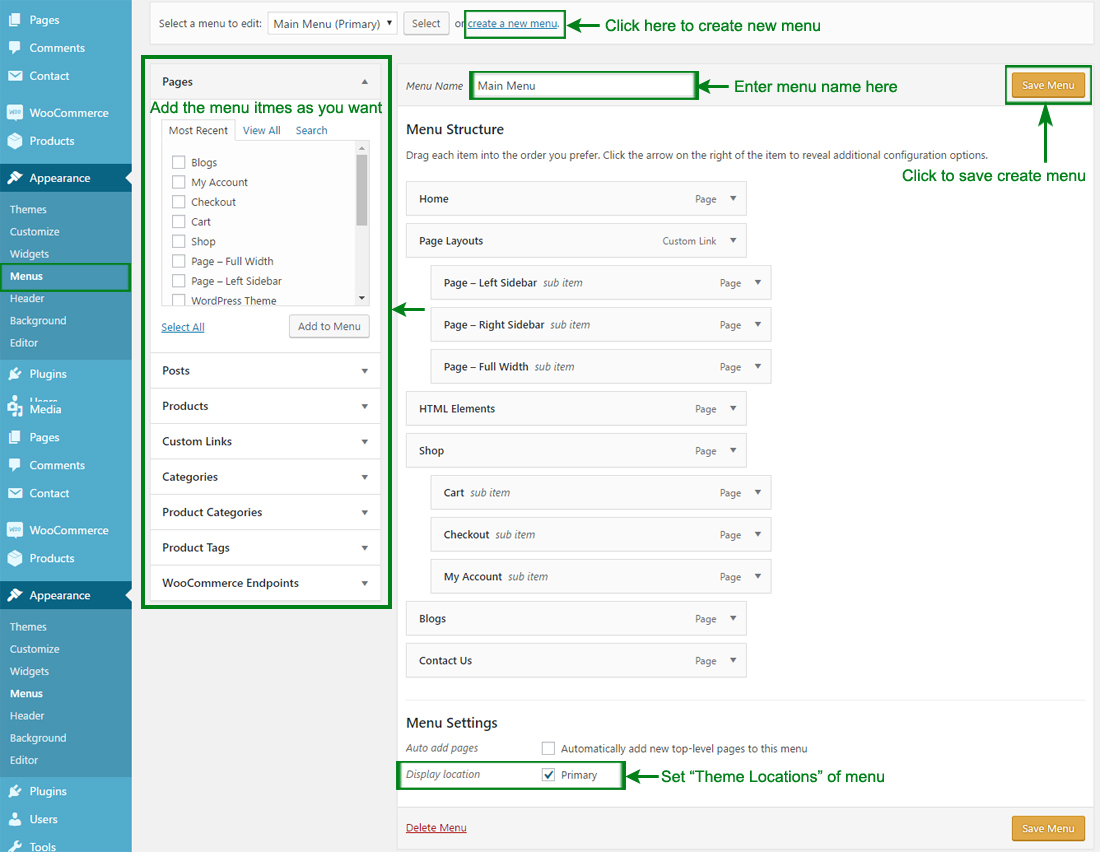 Pages
Comments
Contact
WooCommerce
Products
Appearance
Themes
Customize
Widgets
Menus
Header
Background
Editor
Plugins
Users
Media
Pages
Comments
Contact
WooCommerce
Products
Appearance
Themes
Customize
Widgets
Menus
Header
Background
Editor
Plugins
Users
Tools
Select a menu to edit: Main Menu (Primary) Select or create a new menu. Click here to create new menu
Pages
Add the menu itmes as you want
Most Recent View All Search
Blogs
My Account
Checkout
Cart
Shop
Page – Full Width
Page – Left Sidebar
WordPress Theme
Select All Add to Menu
Posts
Products
Custom Links
Categories
Product Categories
Product Tags
WooCommerce Endpoints
Menu Name Main Menu Enter menu name here Save Menu
Click to save create menu
Menu Structure
Drag each item into the order you prefer. Click the arrow on the right of the item to reveal additional configuration options.
Home Page
Page Layouts Custom Link
Page – Left Sidebar sub item Page
Page – Right Sidebar sub item Page
Page – Full Width sub item Page
HTML Elements Page
Shop Page
Cart sub item Page
Checkout sub item Page
My Account sub item Page
Blogs Page
Contact Us Page
Menu Settings
Auto add pages Automatically add new top-level pages to this menu
Display location Primary Set “Theme Locations” of menu
Delete Menu Save Menu